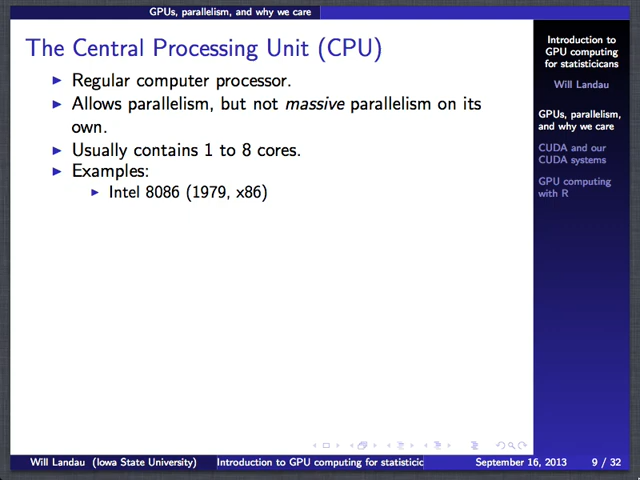 GPUs, parallelism, and why we care
The Central Processing Unit (CPU)
Regular computer processor.
Allows parallelism, but not massive parallelism on its
own.
Usually contains 1 to 8 cores.
Examples:
Intel 8086 (1979, x86)
Introduction to
GPU computing
for statisticians
Will Landau
GPUs, parallelism,
and why we care
CUDA and our
CUDA systems
GPU computing
with R
Will Landau (Iowa State University)
Introduction to GPU computing for statistic
September 16, 2013
9 / 32